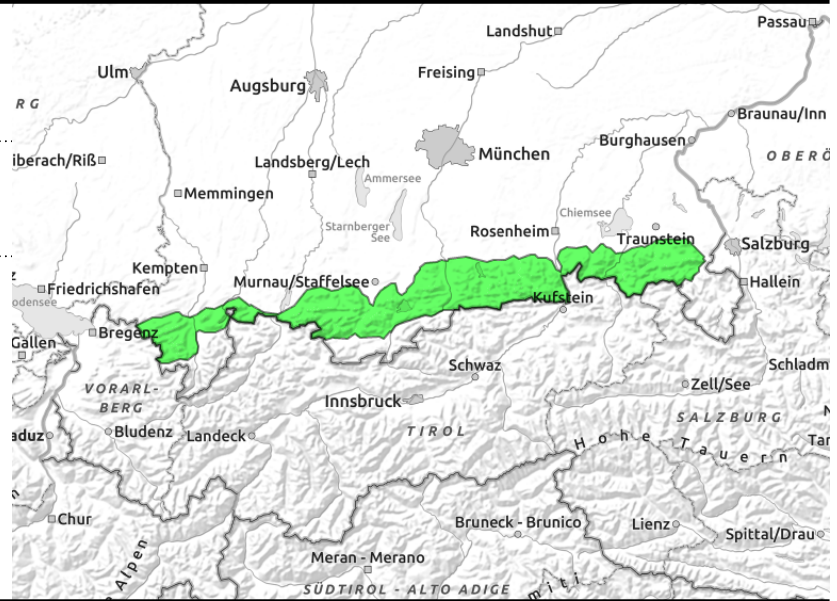 Passau
Landshut
Ulm
Freising
Augsburg
RG
Braunau/Inn
Burghausen
iberach/Riß
Landsberg/Lech
München
OBERÖ
Ammersee
Memmingen
Chiemsee
Starnberger
See
Rosenheim
Traunstein
Salzburg
Kempten
Murnau/Staffelsee
Hallein
z
Friedrichshafen
odensee
Kufstein
Bregenz
Gallen
Schwaz
Schladm
VORARL-
BERG
Zell/See
Innsbruck
SALZBURG
N
aduz
Bludenz
Landeck
TIROL
Hohe Tauern
Tar
n
Chur
Bruneck - Brunico
Lienz
Spittal/Drau
Alpen
Meran - Merano
SÜDTIROL - ALTO ADIGE
miti